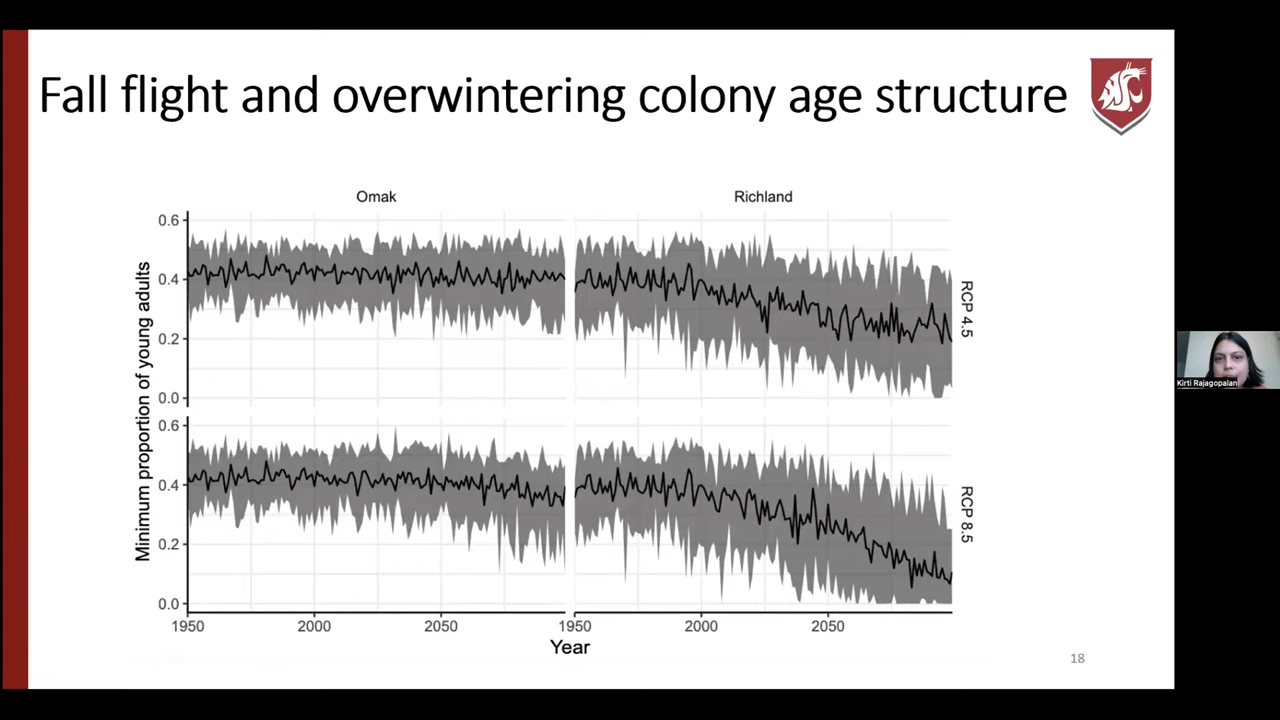 Fall flight and overwintering colony age structure
Omak
Richland
Minimum proportion of young adults
0.6
0.4
0.2
0.0
RCP 4.5
0.6
0.4
0.2
0.0
RCP 8.5
1950
2000
2050
1950
2000
2050
Year
18
Kirti Rajagopalan